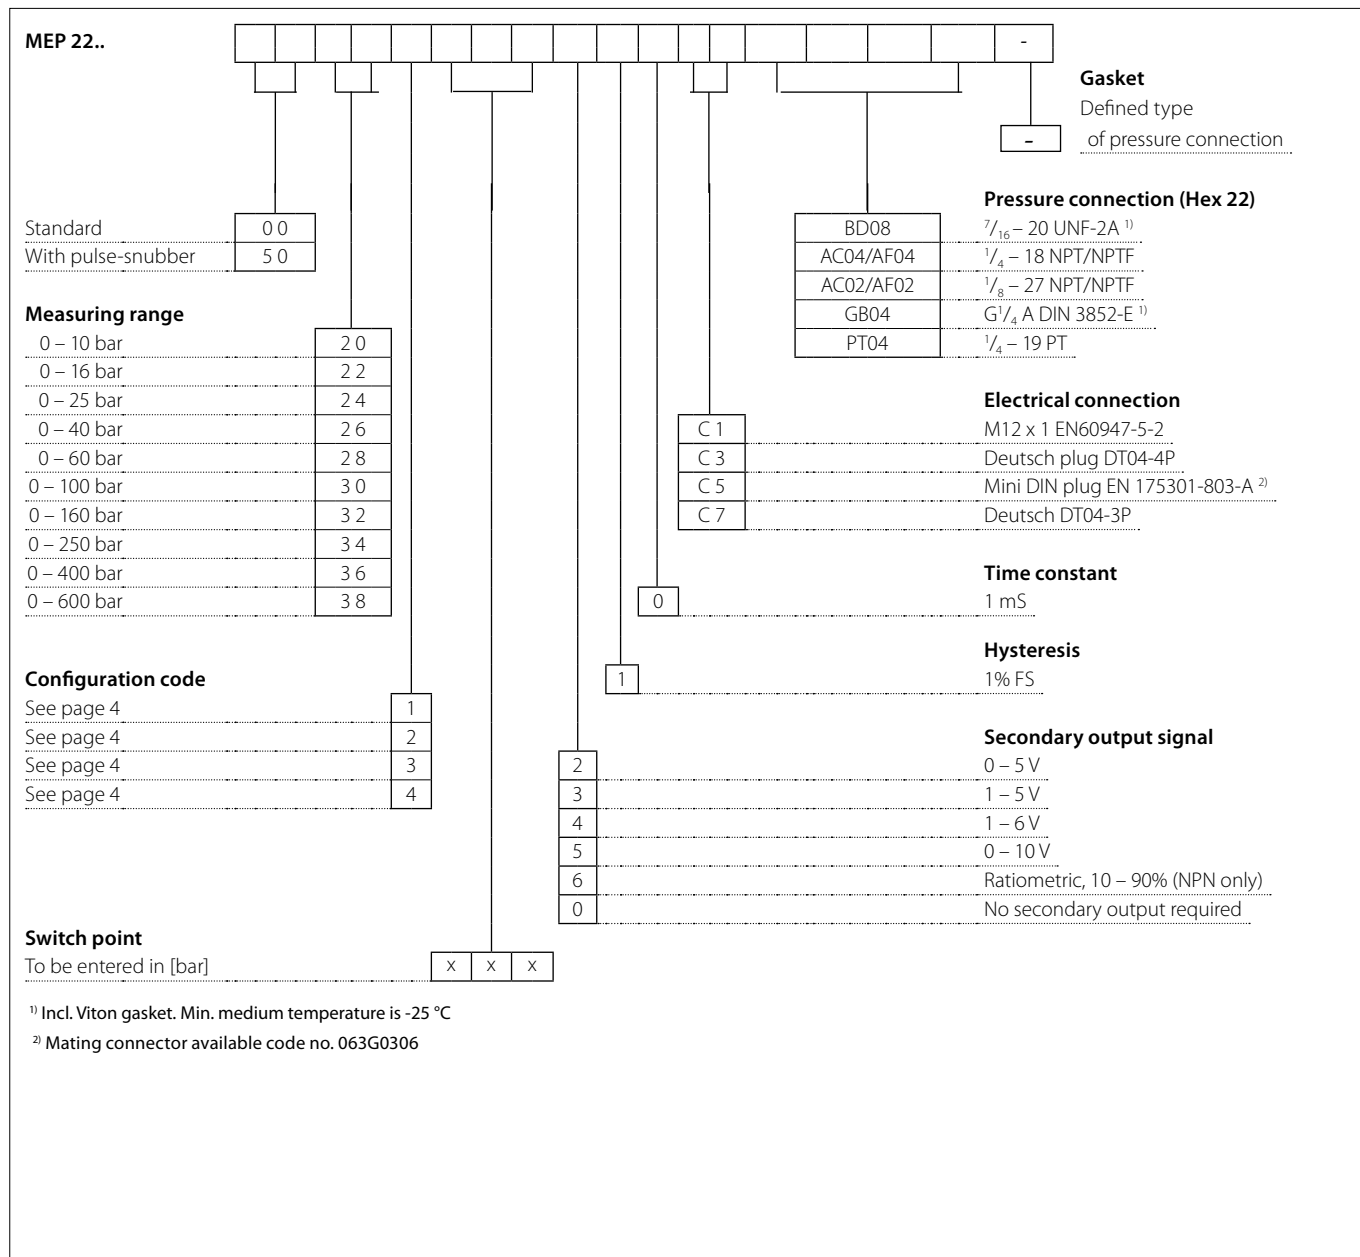 MEP 22..
-
Gasket
Defined type
- of pressure connection
Pressure connection (Hex 22)
Standard 0 0
With pulse-snubber 5 0
BD08 7/16 – 20 UNF-2A 1)
AC04/AF04 1/4 – 18 NPT/NPTF
AC02/AF02 1/8 – 27 NPT/NPTF
GB04 G1/4 A DIN 3852-E 1)
PT04 1/4 – 19 PT
Measuring range
0 – 10 bar 2 0
0 – 16 bar 2 2
0 – 25 bar 2 4
0 – 40 bar 2 6
0 – 60 bar 2 8
0 – 100 bar 3 0
0 – 160 bar 3 2
0 – 250 bar 3 4
0 – 400 bar 3 6
0 – 600 bar 3 8
Electrical connection
C 1 M12 x 1 EN60947-5-2
C 3 Deutsch plug DT04-4P
C 5 Mini DIN plug EN 175301-803-A 2)
C 7 Deutsch DT04-3P
Time constant
0 1 mS
Hysteresis
1 1% FS
Configuration code
See page 4 1
See page 4 2
See page 4 3
See page 4 4
Secondary output signal
2 0 – 5 V
3 1 – 5 V
4 1 – 6 V
5 0 – 10 V
6 Ratiometric, 10 – 90% (NPN only)
0 No secondary output required
Switch point
To be entered in [bar] x x x
1) Incl. Viton gasket. Min. medium temperature is -25 °C
2) Mating connector available code no. 063G0306